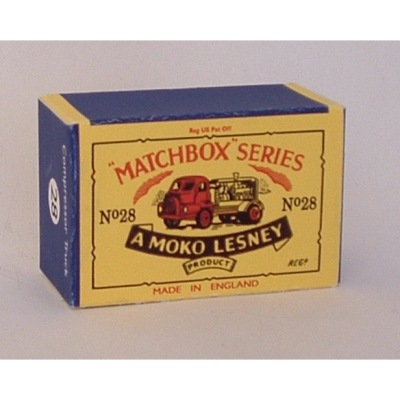 Reg US Pat Off
"MATCHBOX" SERIES
No28
No28
A MOKO LESNEY
PRODUCT
REGD
MADE IN ENGLAND
28
Compressor Truck